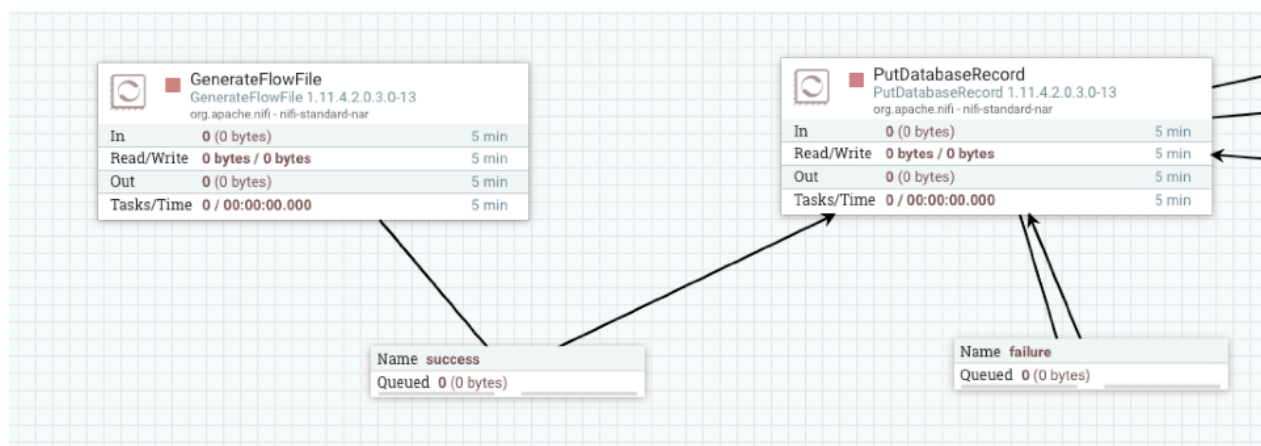 GenerateFlowFile
GenerateFlowFile 1.11.4.2.0.3.0-13
org.apache.nifi - nifi-standard-nar
In 0 (0 bytes) 5 min
Read/Write 0 bytes / 0 bytes 5 min
Out 0 (0 bytes) 5 min
Tasks/Time 0 / 00:00:00.000 5 min
PutDatabaseRecord
PutDatabaseRecord 1.11.4.2.0.3.0-13
org.apache.nifi - nifi-standard-nar
In 0 (0 bytes) 5 min
Read/Write 0 bytes / 0 bytes 5 min
Out 0 (0 bytes) 5 min
Tasks/Time 0 / 00:00:00.000 5 min
Name success
Queued 0 (0 bytes)
Name failure
Queued 0 (0 bytes)